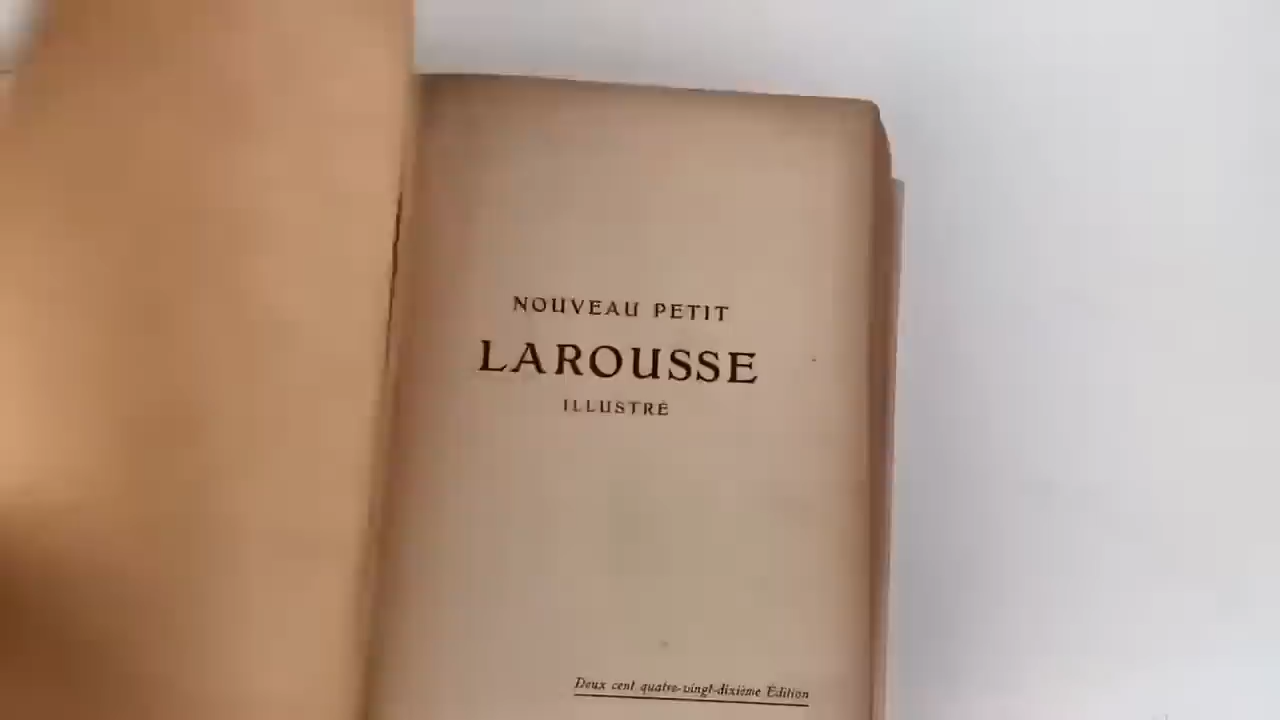 NOUVEAU PETIT
LAROUSSE
ILLUSTRÉ
Deux cent quatre-vingt-dixième Édition